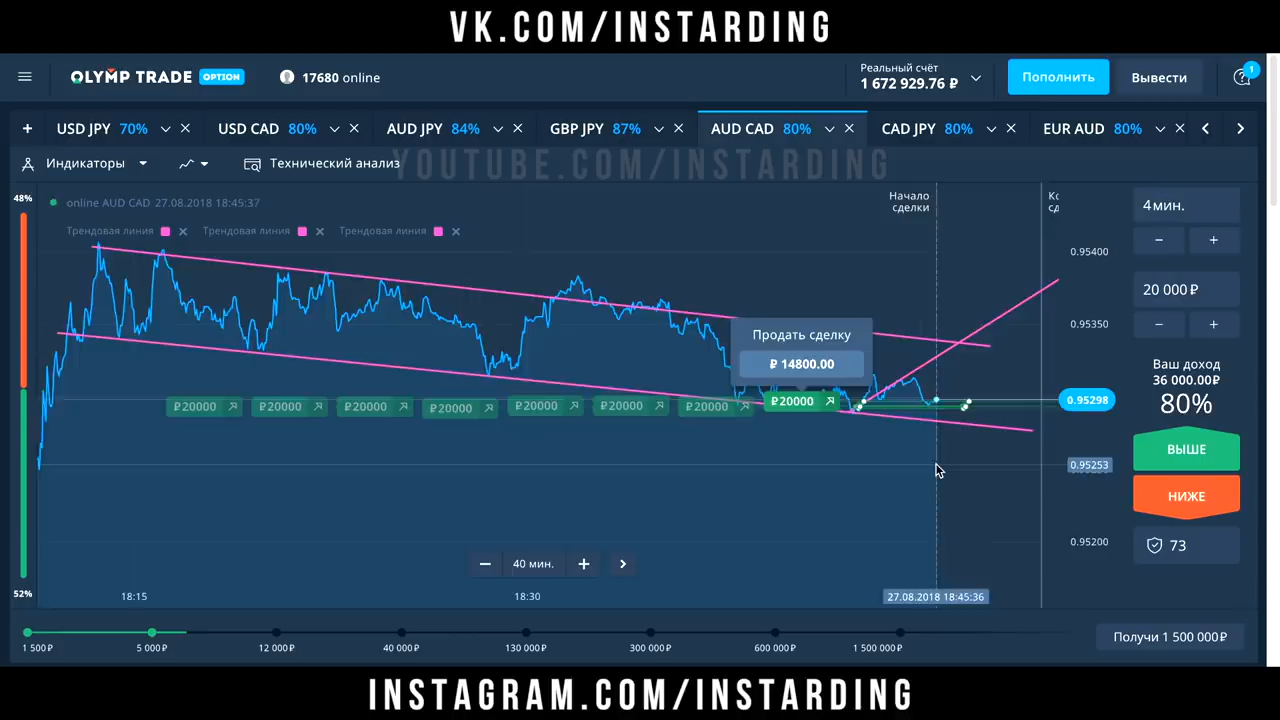 VK.COM/INSTARDING
OLYMP TRADE OPTION
17680 online
Реальный счёт
1 672 929.76 ₽
Пополнить
Вывести
1
USD JPY 70%
USD CAD 80%
AUD JPY 84%
GBP JPY 87%
AUD CAD 80%
CAD JPY 80%
EUR AUD 80%
Индикаторы
Технический анализ
YOUTUBE.COM/INSTARDING
48%
online AUD CAD 27.08.2018 18:45:37
Начало
сделки
Кс
сд
4 мин.
Трендовая линия
Трендовая линия
Трендовая линия
0.95400
20 000 ₽
0.95350
Продать сделку
₽ 14800.00
Ваш доход
36 000.00₽
80%
₽20000
₽20000
₽20000
₽20000
₽20000
₽20000
₽20000
₽20000
0.95298
ВЫШЕ
0.95253
НИЖЕ
0.95200
73
40 мин.
52%
18:15
18:30
27.08.2018 18:45:36
1 500₽
5 000₽
12 000₽
40 000₽
130 000₽
300 000₽
600 000₽
1 500 000₽
Получи 1 500 000₽
INSTAGRAM.COM/INSTARDING